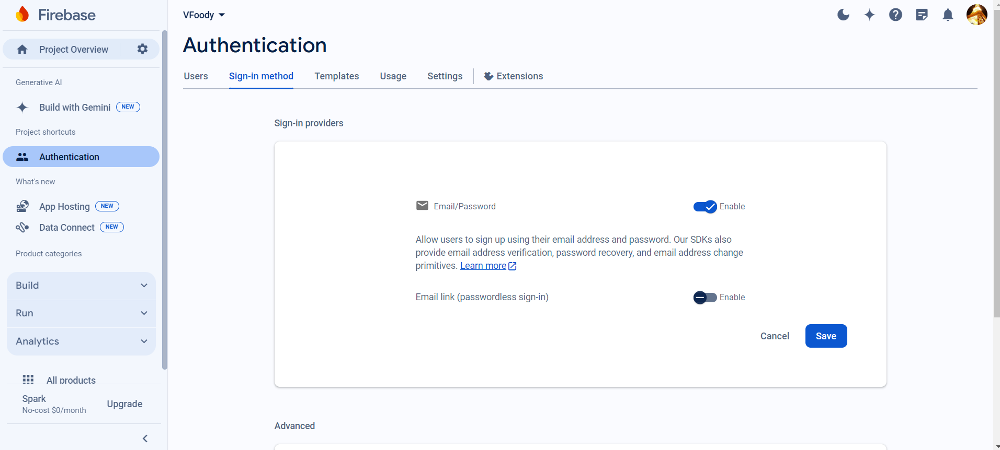 Firebase
Project Overview
Generative AI
Build with Gemini NEW
Project shortcuts
Authentication
What's new
App Hosting NEW
Data Connect NEW
Product categories
Build
Run
Analytics
All products
Spark
No-cost $0/month
Upgrade
VFoody
Authentication
Users Sign-in method Templates Usage Settings Extensions
Sign-in providers
Email/Password Enable
Allow users to sign up using their email address and password. Our SDKs also
provide email address verification, password recovery, and email address change
primitives. Learn more
Email link (passwordless sign-in) Enable
Cancel Save
Advanced